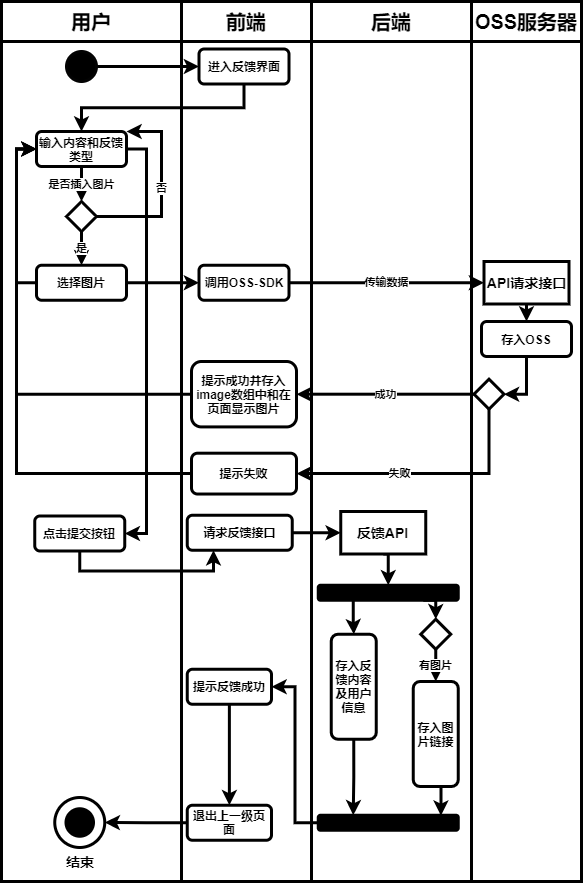 用户
前端
后端
OSS服务器
进入反馈界面
输入内容和反馈
类型
是否插入图片
否
是
选择图片
调用OSS-SDK
传输数据
API请求接口
存入OSS
提示成功并存入
image数组中和在
页面显示图片
成功
提示失败
失败
点击提交按钮
请求反馈接口
反馈API
存入反
馈内容
及用户
信息
有图片
存入图
片链接
提示反馈成功
退出上一级页
面
结束